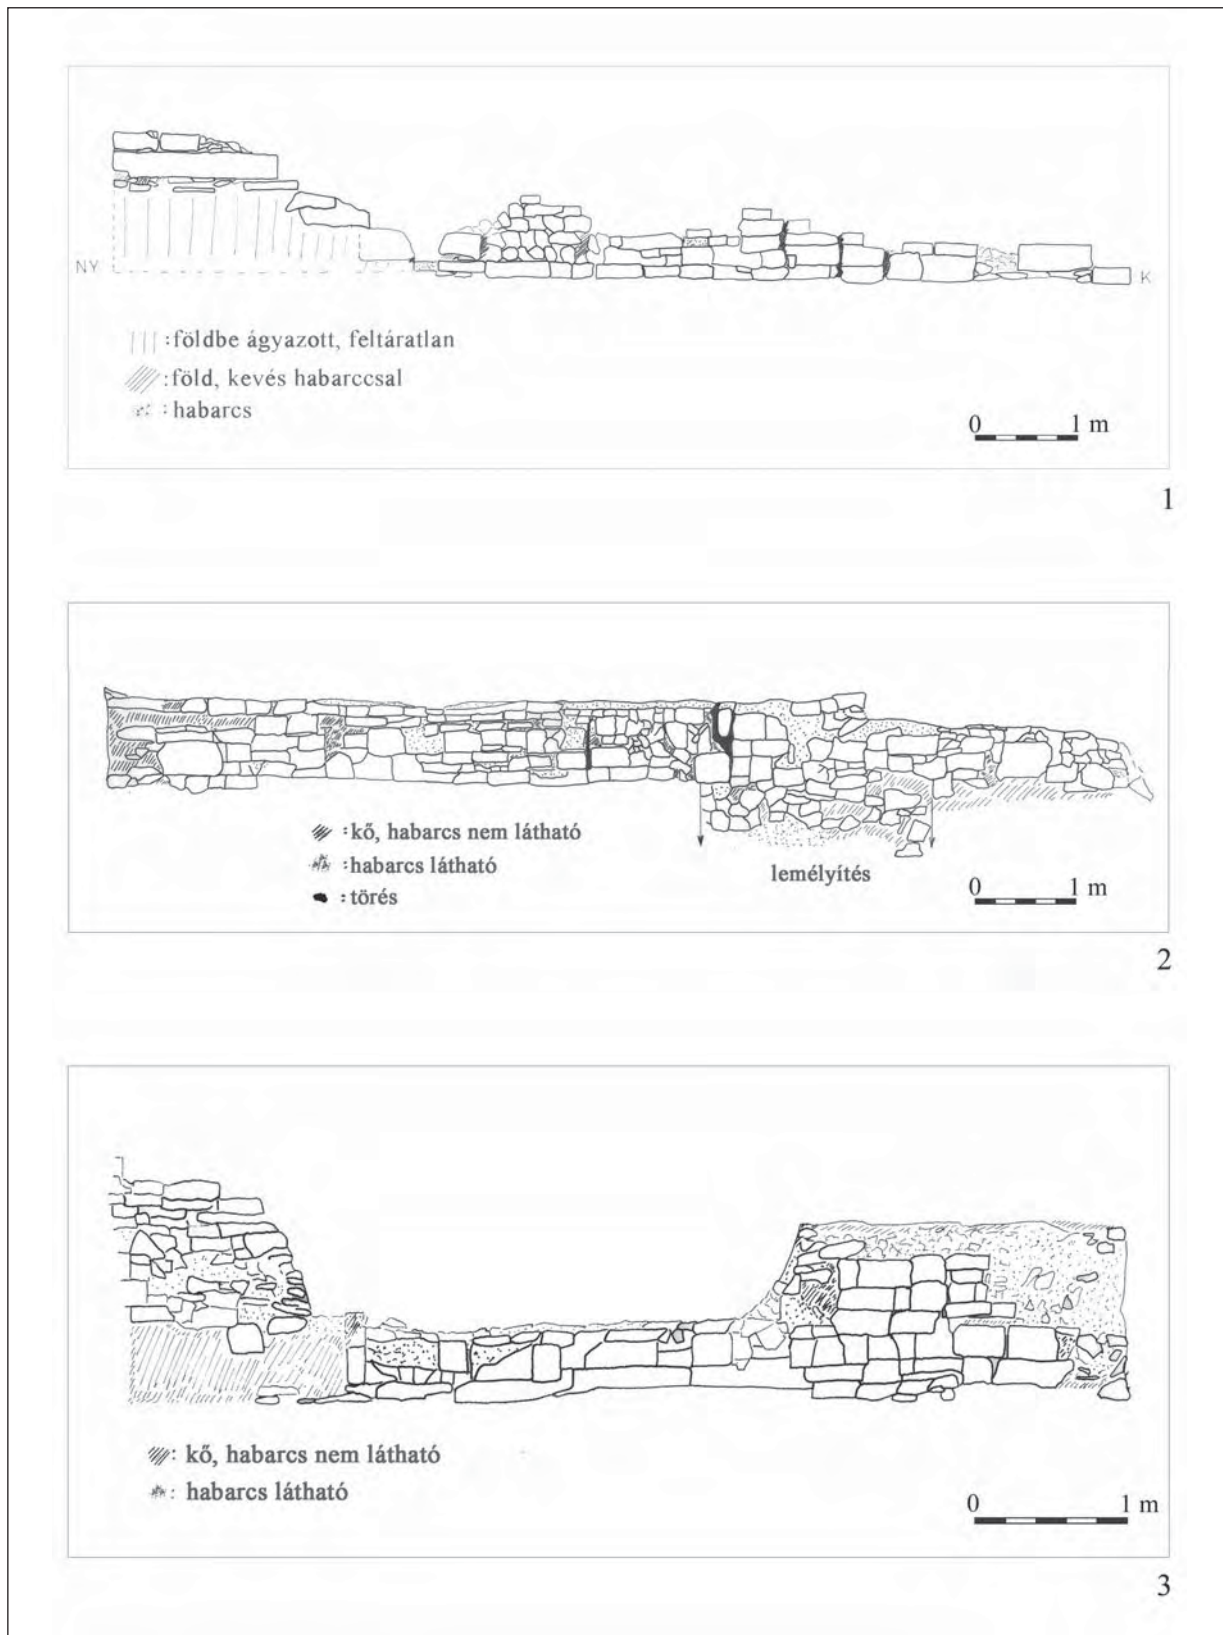 NY
K
: földbe ágyazott, feltáratlan
: föld, kevés habarccsal
: habarcs
0 1 m
1
: kő, habarcs nem látható
: habarcs látható
: törés
lemélyítés
0 1 m
2
: kő, habarcs nem látható
: habarcs látható
0 1 m
3